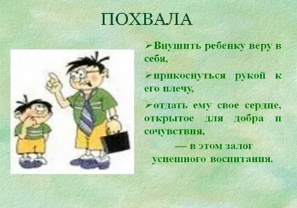 ПОХВАЛА
➢Внушить ребенку веру в
себя,
➢прикоснуться рукой к
его плечу,
➢отдать ему свое сердце,
открытое для добра и
сочувствия,
— в этом залог
успешного воспитания.